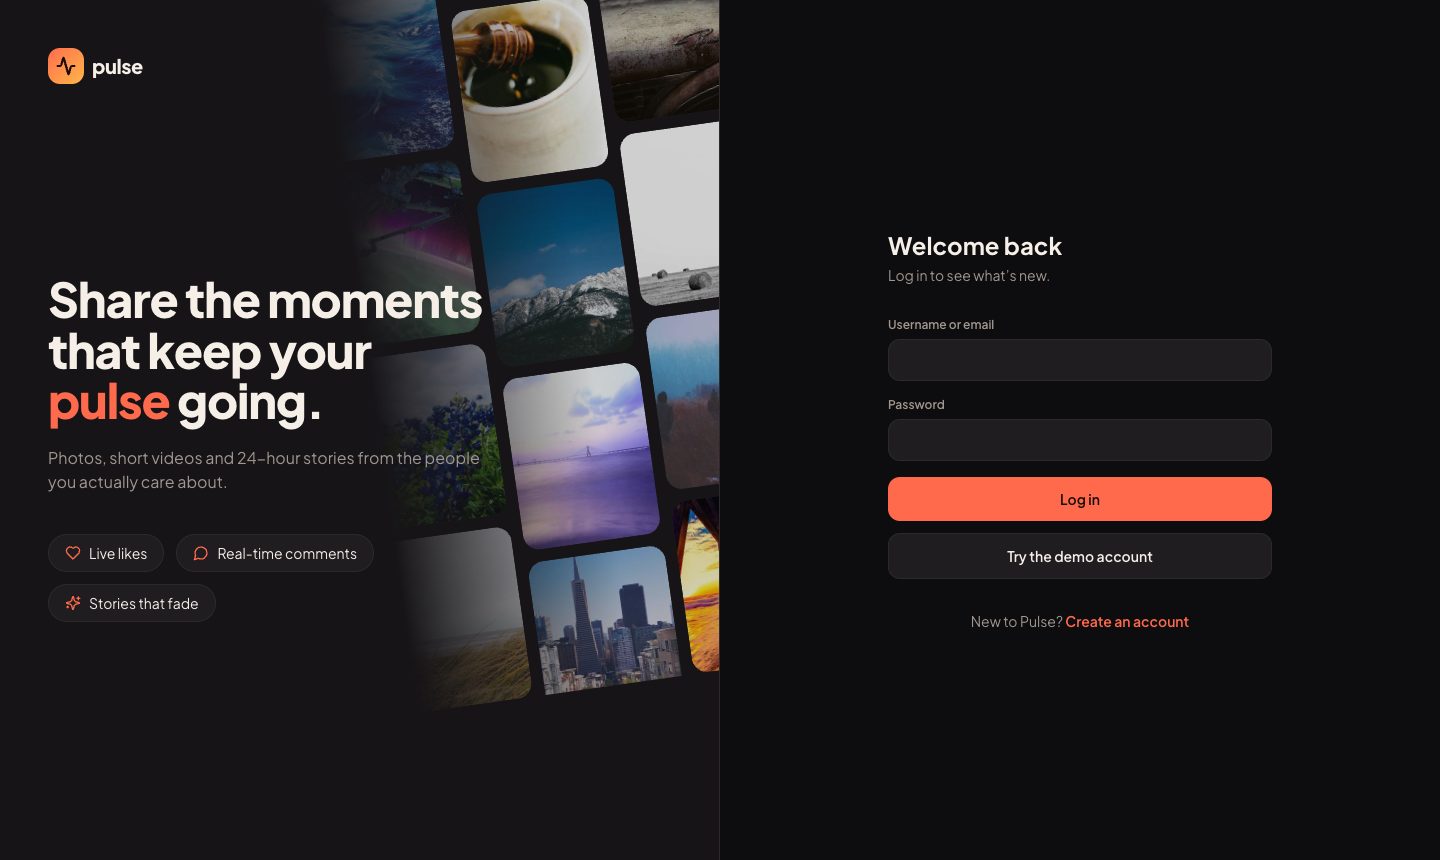 pulse
Share the moments
that keep your
pulse going.
Photos, short videos and 24–hour stories from the people
you actually care about.
Live likes
Real-time comments
Stories that fade
Welcome back
Log in to see what’s new.
Username or email
Password
Log in
Try the demo account
New to Pulse? Create an account